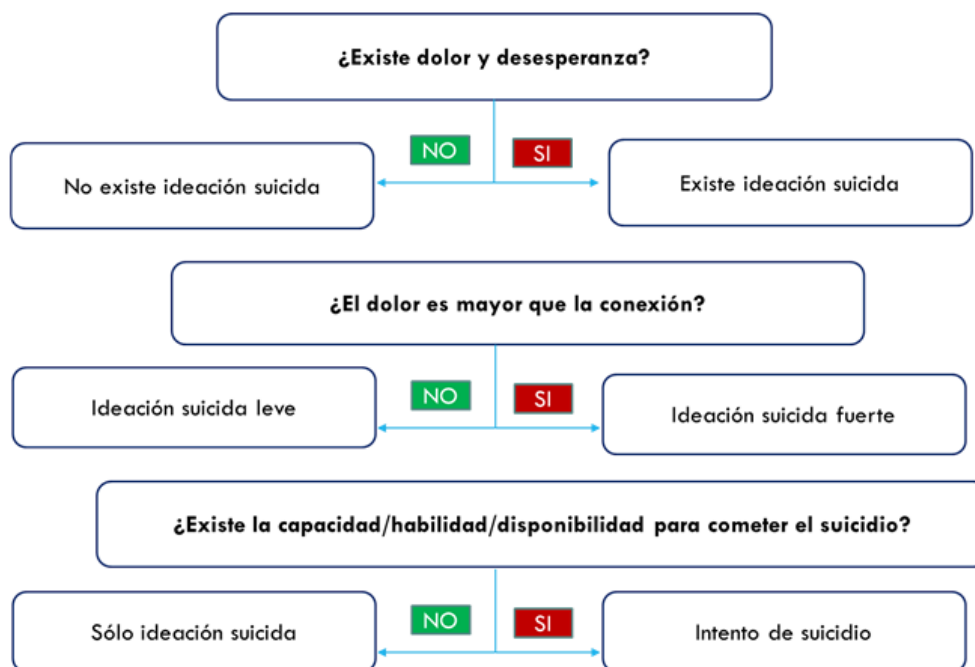 ¿Existe dolor y desesperanza?
NO
SI
No existe ideación suicida
Existe ideación suicida
¿El dolor es mayor que la conexión?
NO
SI
Ideación suicida leve
Ideación suicida fuerte
¿Existe la capacidad/habilidad/disponibilidad para cometer el suicidio?
NO
SI
Sólo ideación suicida
Intento de suicidio